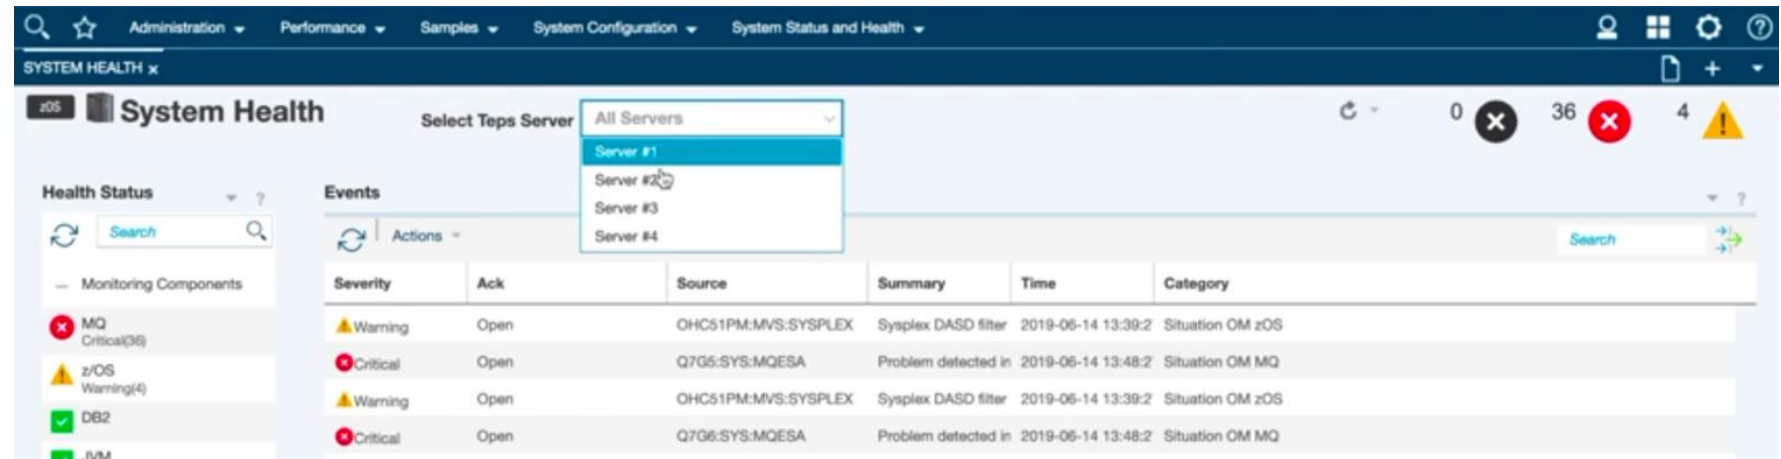 Administration Performance Samples System Configuration System Status and Health
SYSTEM HEALTH x
zOS System Health Select Teps Server All Servers 0 36 4
Server #1
Server #2
Server #3
Server #4
Health Status ? Events ?
Search Actions Search
Monitoring Components Severity Ack Source Summary Time Category
MQ
Critical(36)
z/OS
Warning(4)
DB2
JVM
Warning Open OHC51PM:MVS:SYSPLEX Sysplex DASD filter 2019-06-14 13:39:2 Situation OM zOS
Critical Open Q7G5:SYS:MQESA Problem detected in 2019-06-14 13:48:2 Situation OM MQ
Warning Open OHC51PM:MVS:SYSPLEX Sysplex DASD filter 2019-06-14 13:39:2 Situation OM zOS
Critical Open Q7G6:SYS:MQESA Problem detected in 2019-06-14 13:48:2 Situation OM MQ